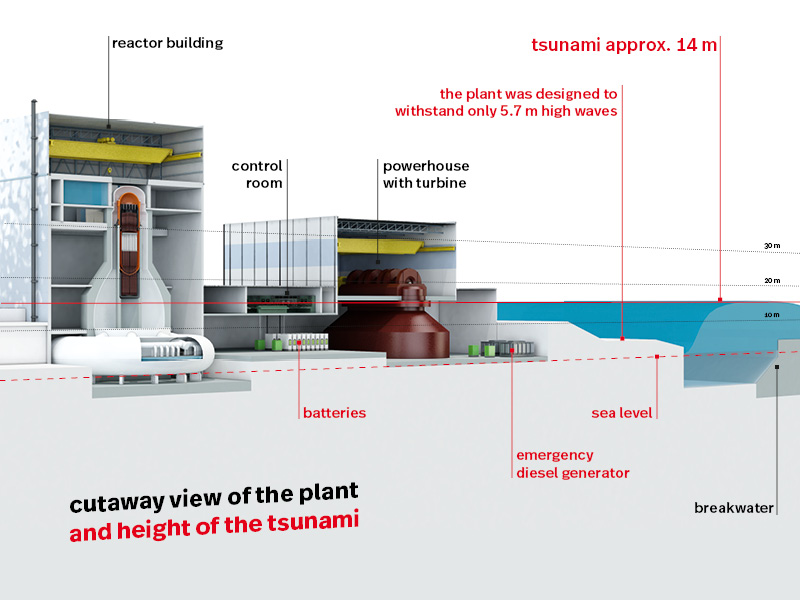 reactor building
tsunami approx. 14 m
the plant was designed to
withstand only 5.7 m high waves
control
room
powerhouse
with turbine
30 m
20 m
10 m
batteries
sea level
emergency
diesel generator
breakwater
cutaway view of the plant
and height of the tsunami